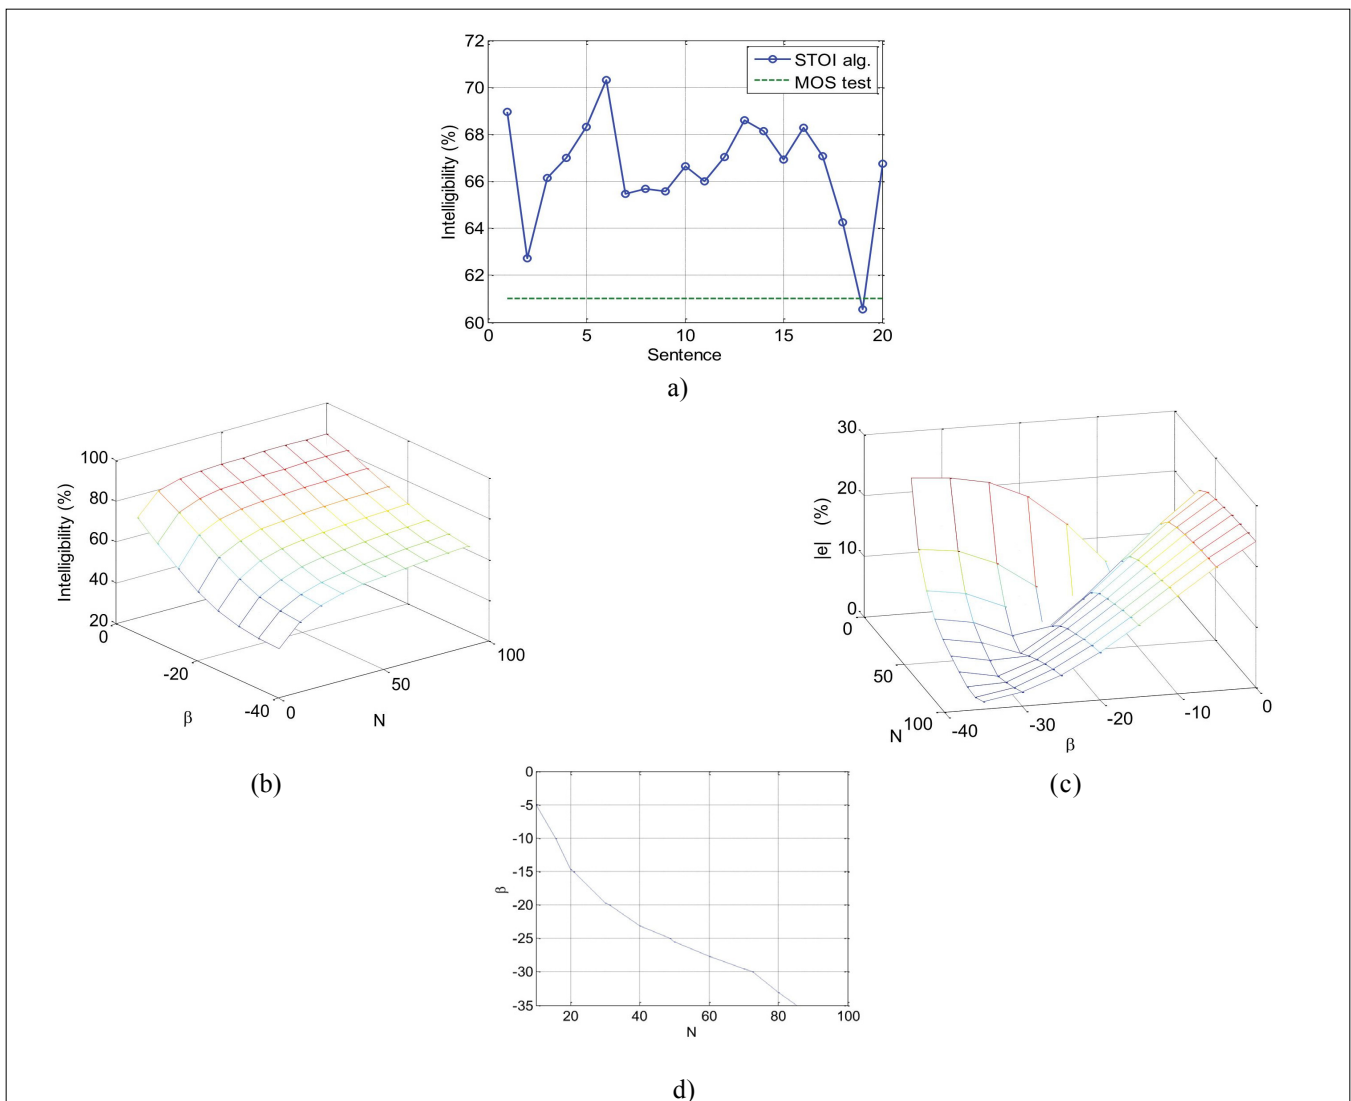 72
70
68
66
64
62
60
Intelligibility (%)
STOI alg.
MOS test
0 5 10 15 20
Sentence
a)
100
80
60
40
20
Intelligibility (%)
0
-20
-40
β
0
50
100
N
(b)
30
20
10
0
|e| (%)
0
50
100
N
-40
-30
-20
-10
0
β
(c)
0
-5
-10
-15
-20
-25
-30
-35
β
20 40 60 80 100
N
d)